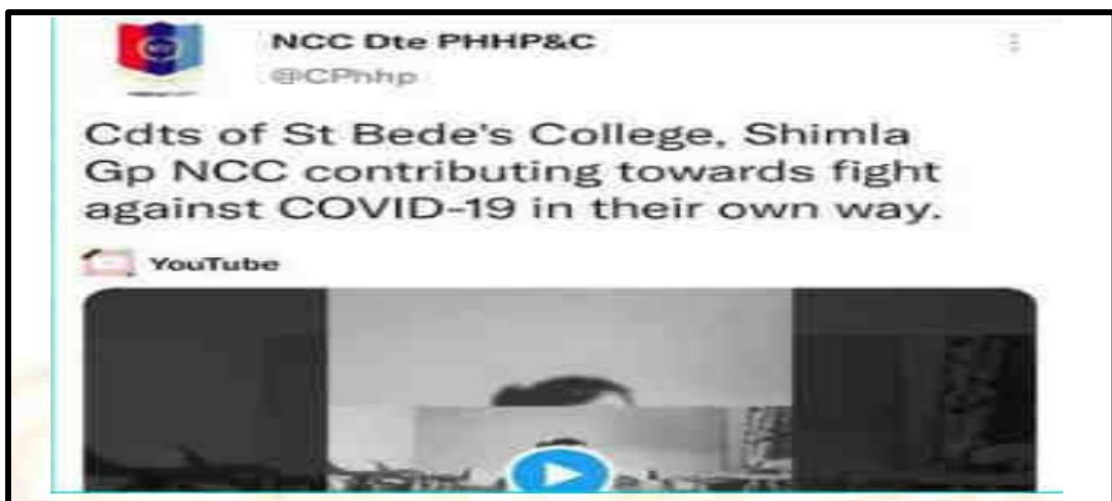 NCC Dte PHHP&C
@CPhhp
Cdts of St Bede's College, Shimla
Gp NCC contributing towards fight
against COVID-19 in their own way.
YouTube